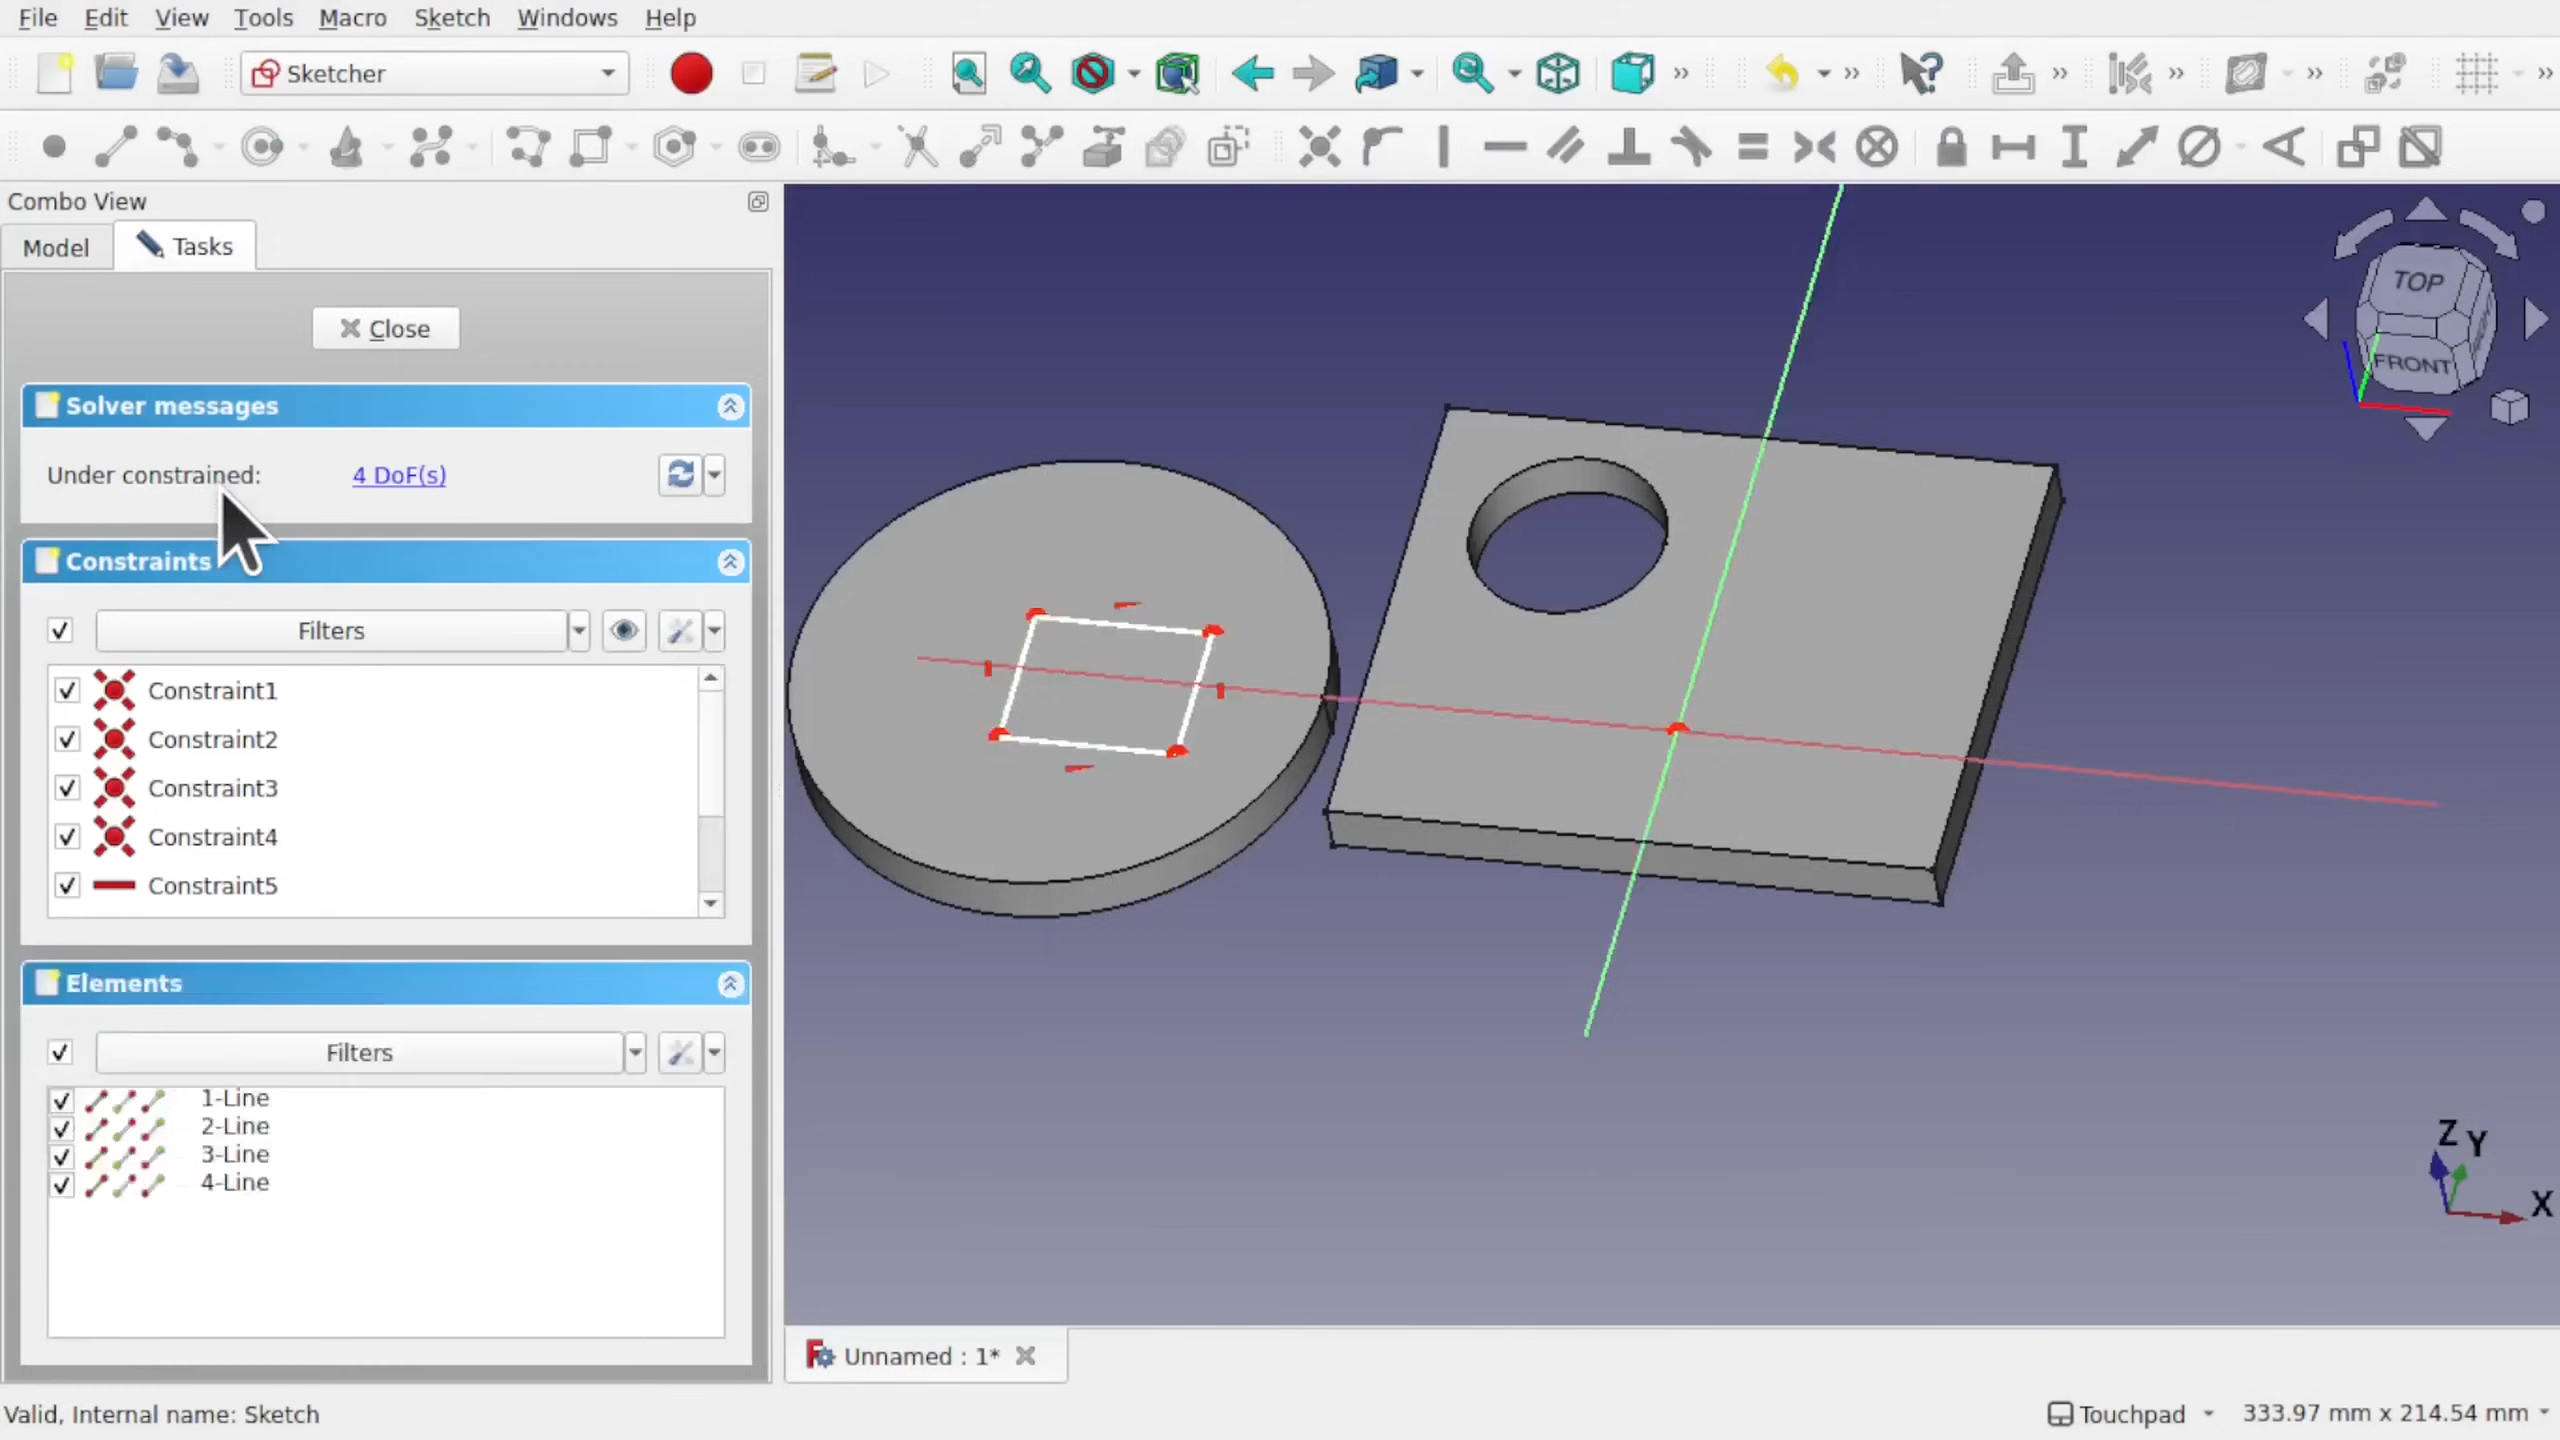 File Edit View Tools Macro Sketch Windows Help
Sketcher
Combo View
Model Tasks
Close
Solver messages
Under constrained: 4 DoF(s)
Constraints
Filters
Constraint1
Constraint2
Constraint3
Constraint4
Constraint5
Elements
Filters
1-Line
2-Line
3-Line
4-Line
TOP
FRONT
Z Y
X
Unnamed : 1*
Valid, Internal name: Sketch
Touchpad 333.97 mm x 214.54 mm